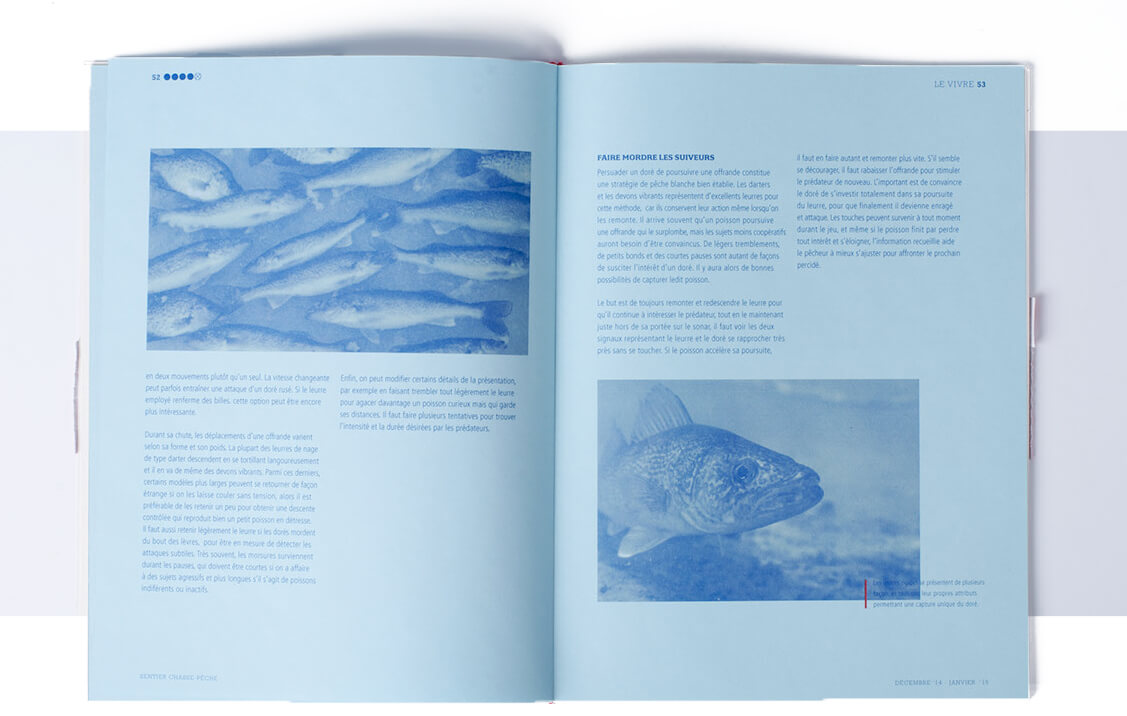 52
en deux mouvements plutôt qu'un seul. La vitesse changeante
peut parfois entraîner une attaque d'un doré rusé. Si le leurre
employé renferme des billes, cette option peut être encore
plus intéressante.
Durant sa chute, les déplacements d'une offrande varient
selon sa forme et son poids. La plupart des leurres de nage
de type darter descendent en se tortillant langoureusement
et il en va de même des devons vibrants. Parmi ces derniers,
certains modèles plus larges peuvent se retourner de façon
étrange si on les laisse couler sans tension, alors il est
préférable de les retenir un peu pour obtenir une descente
contrôlée qui reproduit bien un petit poisson en détresse.
Il faut aussi retenir légèrement le leurre si les dorés mordent
du bout des lèvres, pour être en mesure de détecter les
attaques subtiles. Très souvent, les morsures surviennent
durant les pauses, qui doivent être courtes si on a affaire
à des sujets agressifs et plus longues s'il s'agit de poissons
indiférents ou inactifs.
Enfin, on peut modifier certains détails de la présentation,
par exemple en faisant trembler tout légèrement le leurre
pour agacer davantage un poisson curieux mais qui garde
ses distances. Il faut faire plusieurs tentatives pour trouver
l'intensité et la durée désirées par les prédateurs.
SENTIER CHASSE-PÊCHE
LE VIVRE 53
FAIRE MORDRE LES SUIVEURS
Persuader un doré de poursuivre une offrande constitue
une stratégie de pêche blanche bien établie. Les darters
et les devons vibrants représentent d'excellents leurres pour
cette méthode, car ils conservent leur action même lorsqu'on
les remonte. Il arrive souvent qu'un poisson poursuive
une offrande qui le surplombe, mais les sujets moins coopératifs
auront besoin d'être convaincus. De légers tremblements,
de petits bonds et des courtes pauses sont autant de façons
de susciter l'intérêt d'un doré. Il y aura alors de bonnes
possibilités de capturer ledit poisson.
Le but est de toujours remonter et redescendre le leurre pour
qu'il continue à intéresser le prédateur, tout en le maintenant
juste hors de sa portée sur le sonar, il faut voir les deux
signaux représentant le leurre et le doré se rapprocher très
près sans se toucher. Si le poisson accélère sa poursuite,
il faut en faire autant et remonter plus vite. S'il semble
se décourager, il faut rabaisser l'offrande pour stimuler
le prédateur de nouveau. L'important est de convaincre
le doré de s'investir totalement dans sa poursuite
du leurre, pour que finalement il devienne enragé
et attaque. Les touches peuvent survenir à tout moment
durant le jeu, et même si le poisson finit par perdre
tout intérêt et s'éloigner, l'information recueillie aide
le pêcheur à mieux s'ajuster pour affronter le prochain
percidé.
Les présentent de plusieurs
leur propres attributs
permettant une capture unique du doré.
DÉCEMBRE '14 - JANVIER '15